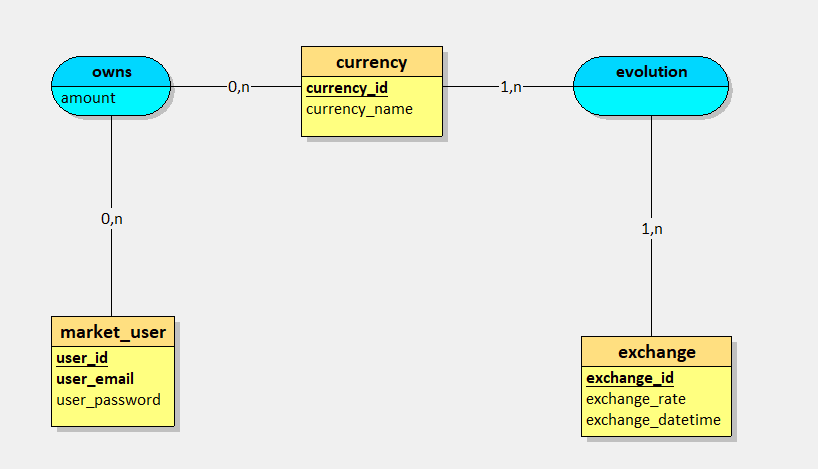 owns
amount
0,n
currency
currency_id
currency_name
1,n
evolution
0,n
1,n
market_user
user_id
user_email
user_password
exchange
exchange_id
exchange_rate
exchange_datetime